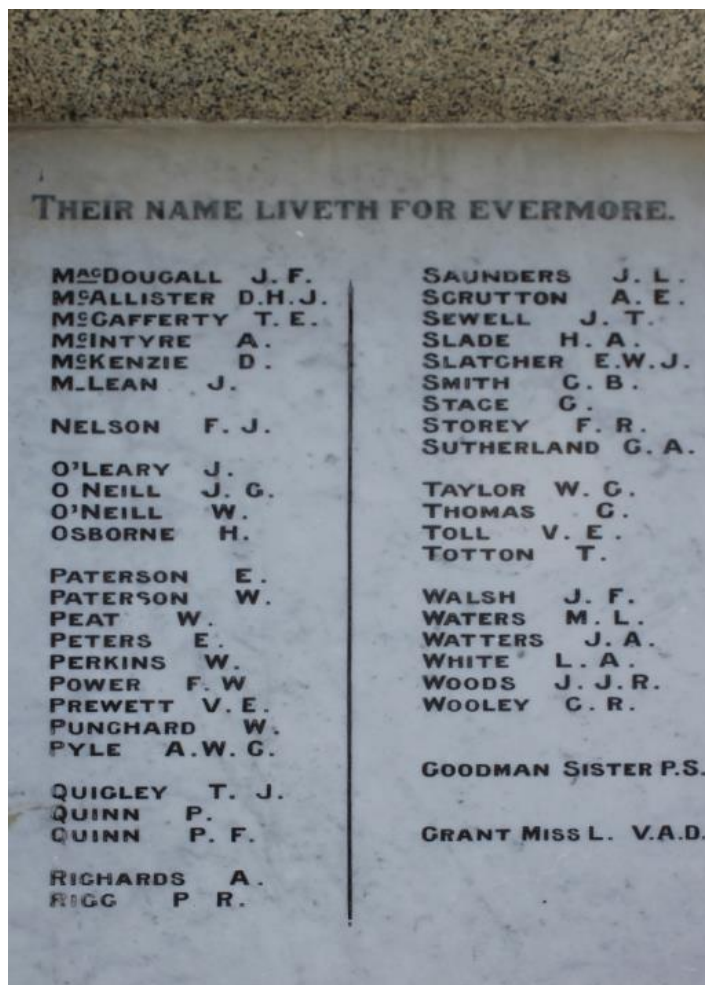 THEIR NAME LIVETH FOR EVERMORE.
MACDOUGALL J. F.
MCALLISTER D.H.J.
MCCAFFERTY T. E.
MCINTYRE A.
MCKENZIE D.
MCLEAN J.
NELSON F. J.
O'LEARY J.
O NEILL J. G.
O'NEILL W.
OSBORNE H.
PATERSON E.
PATERSON W.
PEAT W.
PETERS E.
PERKINS W.
POWER F. W
PREWETT V. E.
PUNCHARD W.
PYLE A.W.G.
QUIGLEY T. J.
QUINN P.
QUINN P. F.
RICHARDS A.
RIGG P R.
SAUNDERS J. L.
SCRUTTON A. E.
SEWELL J. T.
SLADE H. A.
SLATCHER E.W.J.
SMITH G. B.
STAGE G.
STOREY F. R.
SUTHERLAND G. A.
TAYLOR W. G.
THOMAS G.
TOLL V. E.
TOTTON T.
WALSH J. F.
WATERS M. L.
WATTERS J. A.
WHITE L. A.
WOODS J. J. R.
WOOLEY G. R.
GOODMAN SISTER P.S.
GRANT MISS L. V.A.D.